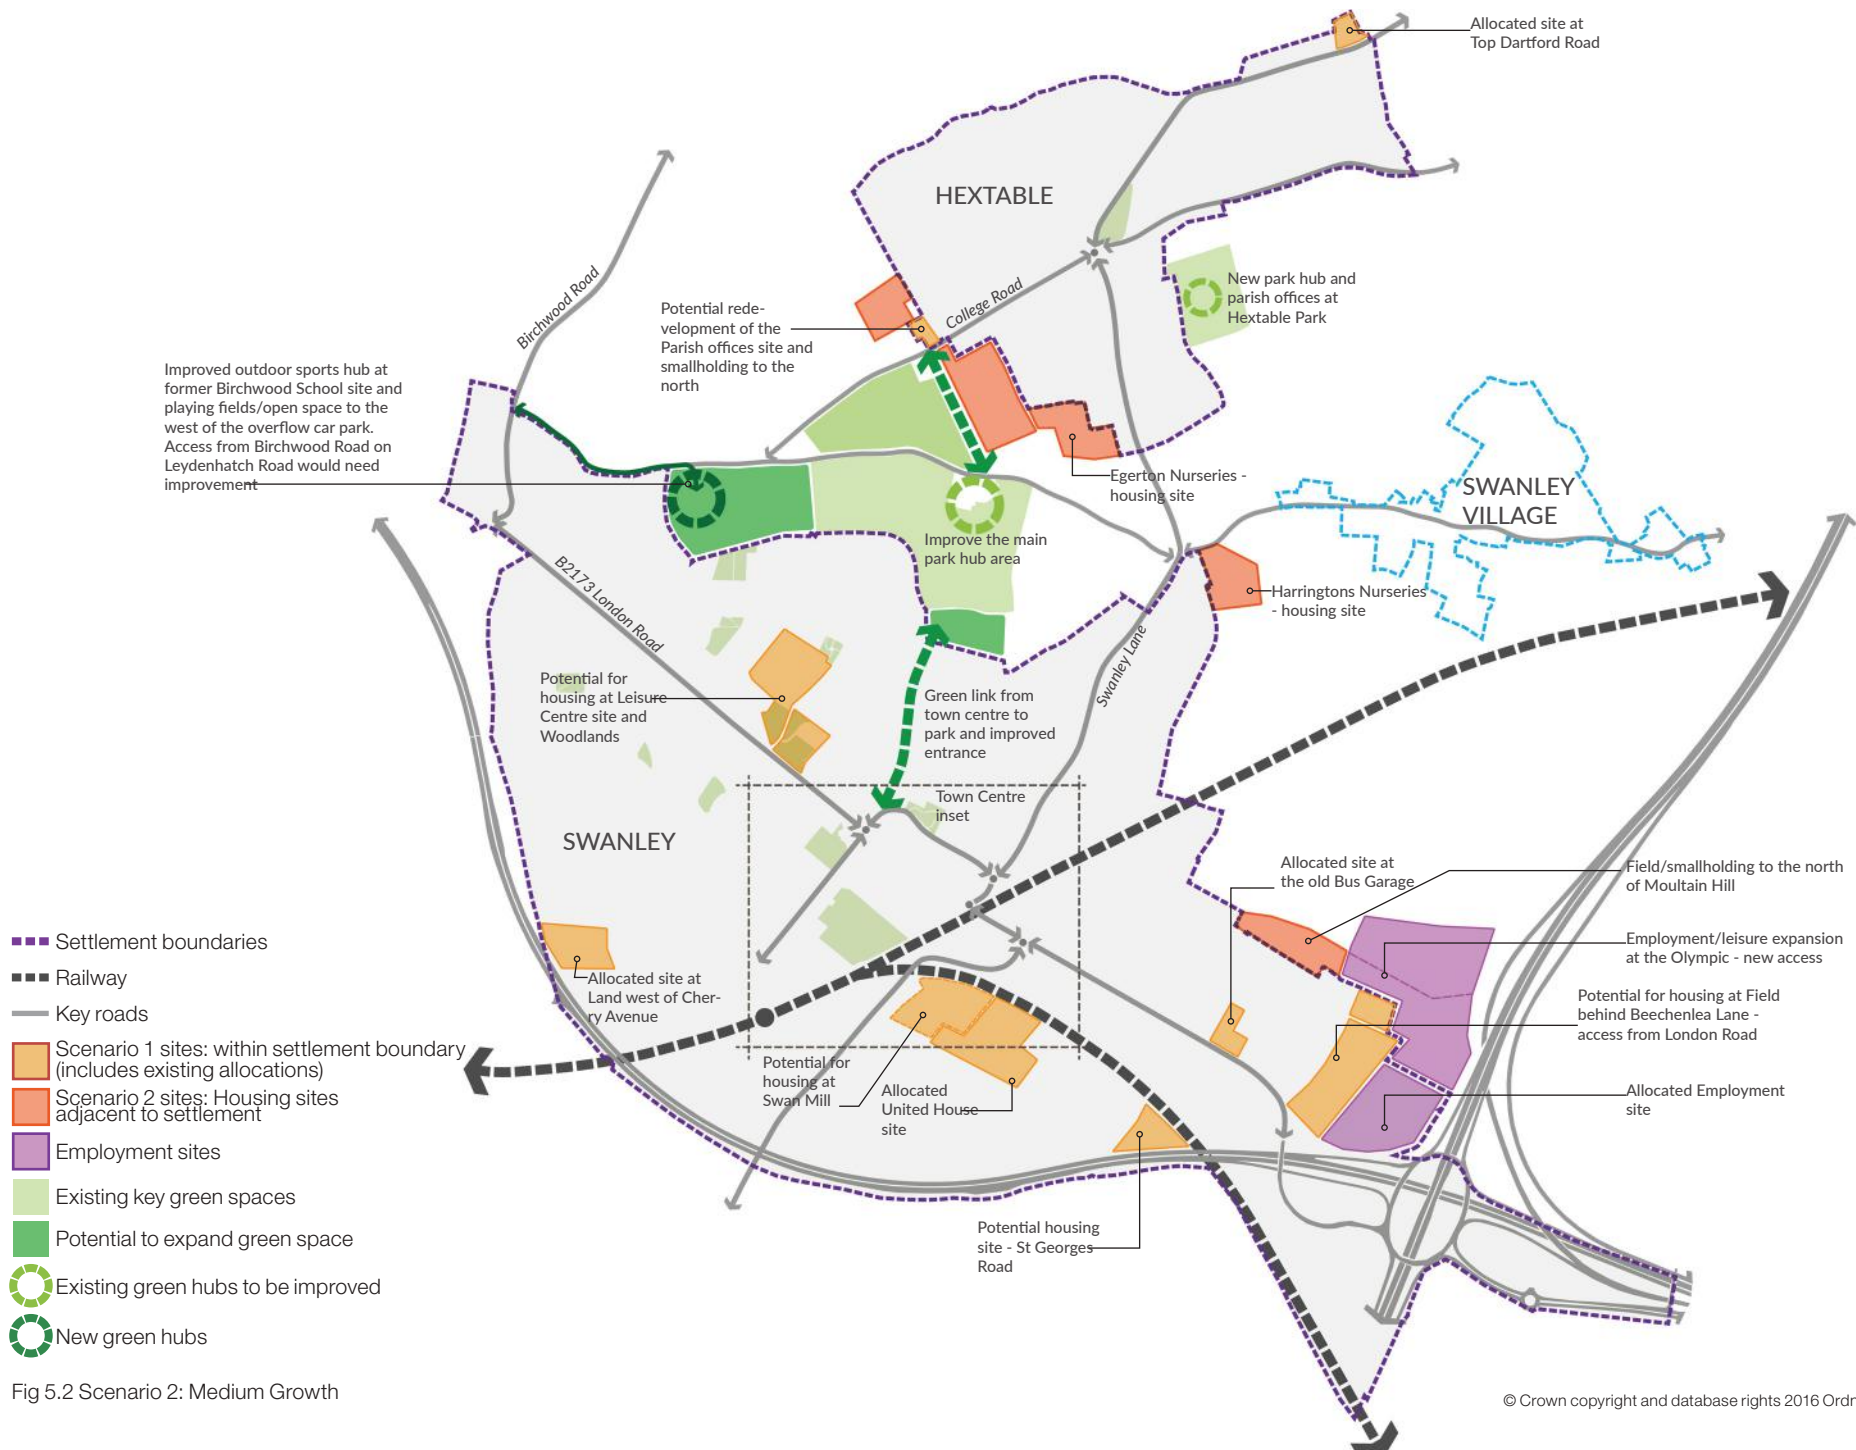 Allocated site at
Top Dartford Road
HEXTABLE
College Road
New park hub and
parish offices at
Hextable Park
Birchwood Road
Potential rede-
velopment of the
Parish offices site and
smallholding to the
north
Improved outdoor sports hub at
former Birchwood School site and
playing fields/open space to the
west of the overflow car park.
Access from Birchwood Road on
Leydenhatch Road would need
improvement
Egerton Nurseries -
housing site
SWANLEY
VILLAGE
Improve the main
park hub area
B2173 London Road
Harringtons Nurseries
- housing site
Swanley Lane
Potential for
housing at Leisure
Centre site and
Woodlands
Green link from
town centre to
park and improved
entrance
Town Centre
inset
SWANLEY
Allocated site at
the old Bus Garage
Field/smallholding to the north
of Moultain Hill
Employment/leisure expansion
at the Olympic - new access
Potential for housing at Field
behind Beechenlea Lane -
access from London Road
Allocated Employment
site
Allocated site at
Land west of Cher-
ry Avenue
Potential for
housing at
Swan Mill
Allocated
United House
site
Potential housing
site - St Georges
Road
Settlement boundaries
Railway
Key roads
Scenario 1 sites: within settlement boundary
(includes existing allocations)
Scenario 2 sites: Housing sites
adjacent to settlement
Employment sites
Existing key green spaces
Potential to expand green space
Existing green hubs to be improved
New green hubs
Fig 5.2 Scenario 2: Medium Growth
© Crown copyright and database rights 2016 Ordn